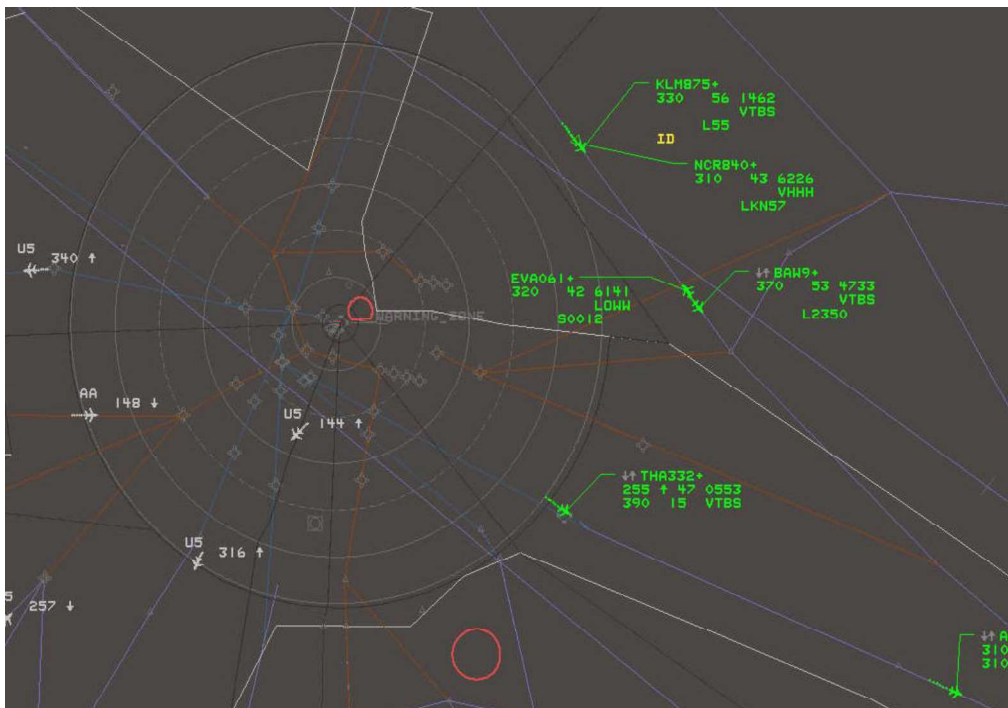 KLM875+
330 56 1462
VTBS
L55
ID
NCR840+
310 43 6226
VHHH
LKN57
U5
340 ↑
EVA061+
320 42 6141
LOWW
S0012
↓↑ BAW9+
370 53 4733
VTBS
L2350
WARNING_ZONE
AA
148 ↓
U5
144 ↑
↓↑ THA332+
255 ↑ 47 0553
390 15 VTBS
U5
316 ↑
257 ↓
↓↑ A
310
310